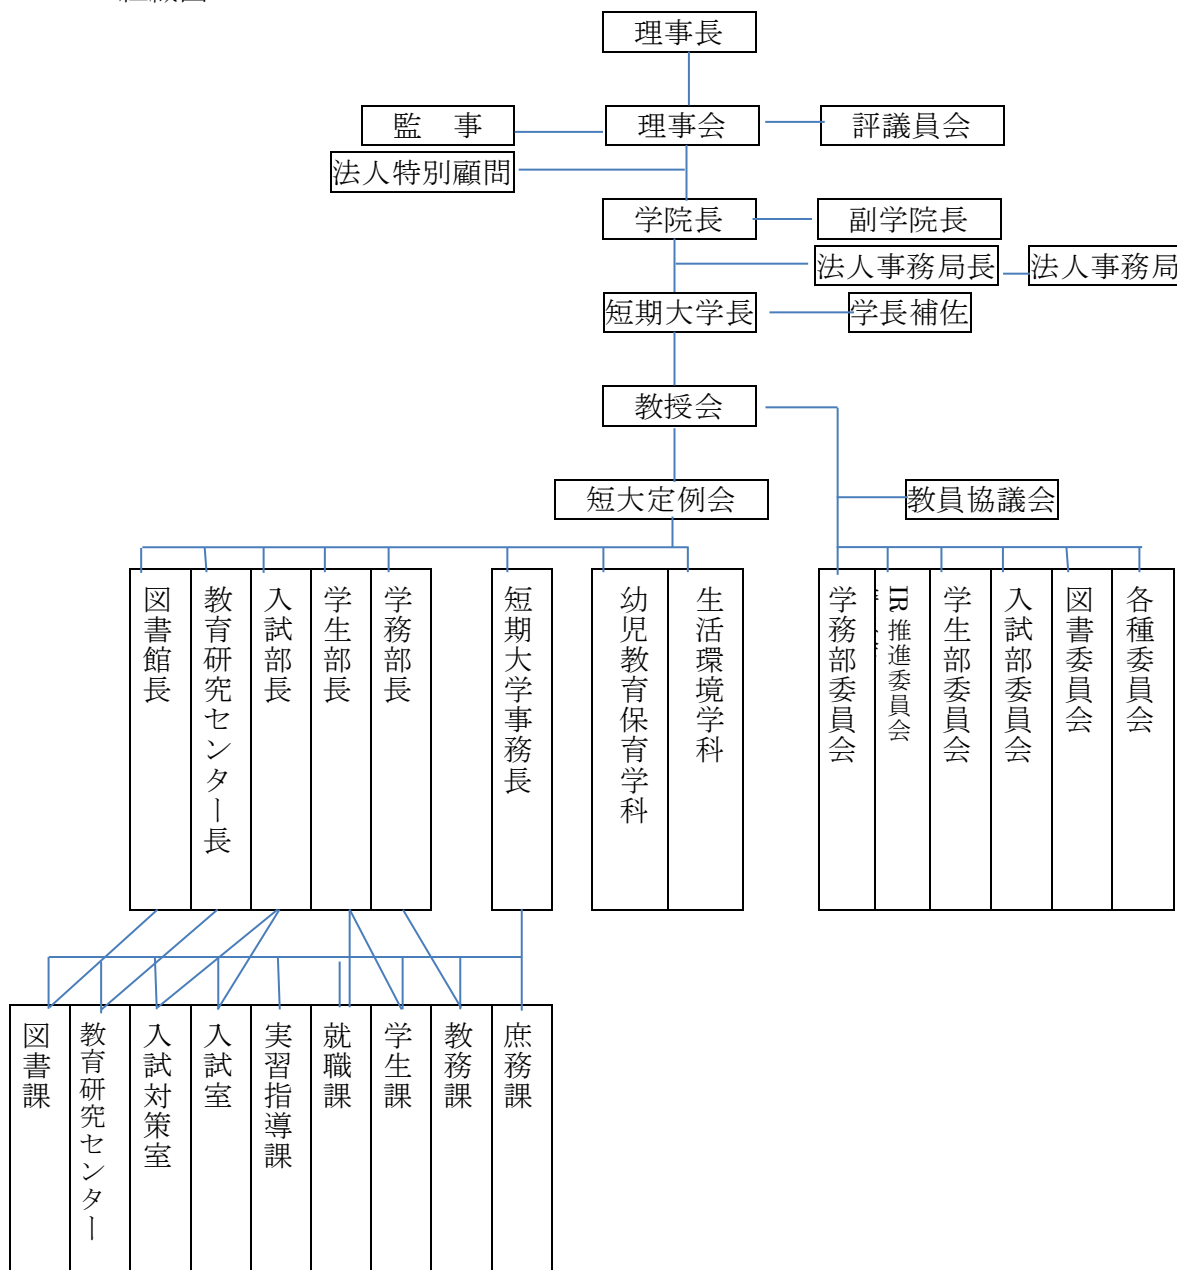 理事長
監　事
理事会
評議員会
法人特別顧問
学院長
副学院長
法人事務局長
法人事務局
短期大学長
学長補佐
教授会
短大定例会
教員協議会
図書館長
教育研究センター長
入試部長
学生部長
学務部長
短期大学事務長
幼児教育保育学科
生活環境学科
学務部委員会
IR 推進委員会
学生部委員会
入試部委員会
図書委員会
各種委員会
図書課
教育研究センター
入試対策室
入試室
実習指導課
就職課
学生課
教務課
庶務課